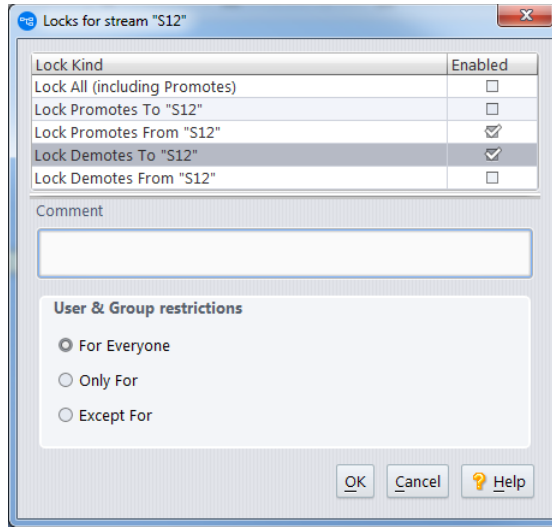 Locks for stream "S12"
Lock Kind Enabled
Lock All (including Promotes)
Lock Promotes To "S12"
Lock Promotes From "S12"
Lock Demotes To "S12"
Lock Demotes From "S12"
Comment
User & Group restrictions
For Everyone
Only For
Except For
OK Cancel Help